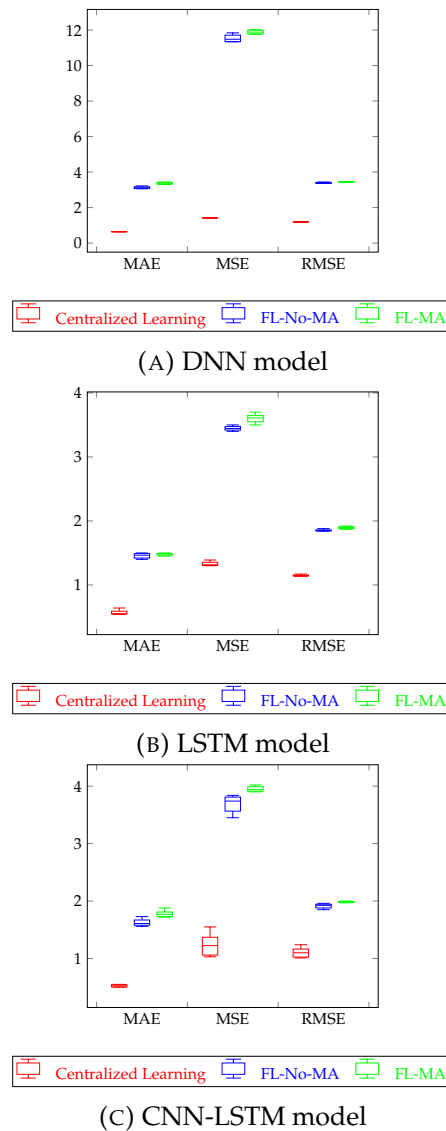 12
10
8
6
4
2
0
MAE MSE RMSE
Centralized Learning FL-No-MA FL-MA
(A) DNN model
4
3
2
1
MAE MSE RMSE
Centralized Learning FL-No-MA FL-MA
(B) LSTM model
4
3
2
1
MAE MSE RMSE
Centralized Learning FL-No-MA FL-MA
(C) CNN-LSTM model